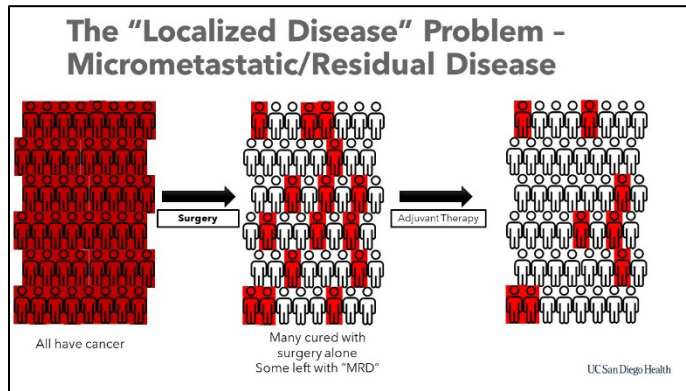 The “Localized Disease” Problem –
Micrometastatic/Residual Disease
Surgery
Adjuvant Therapy
All have cancer
Many cured with
surgery alone
Some left with “MRD”
UC San Diego Health